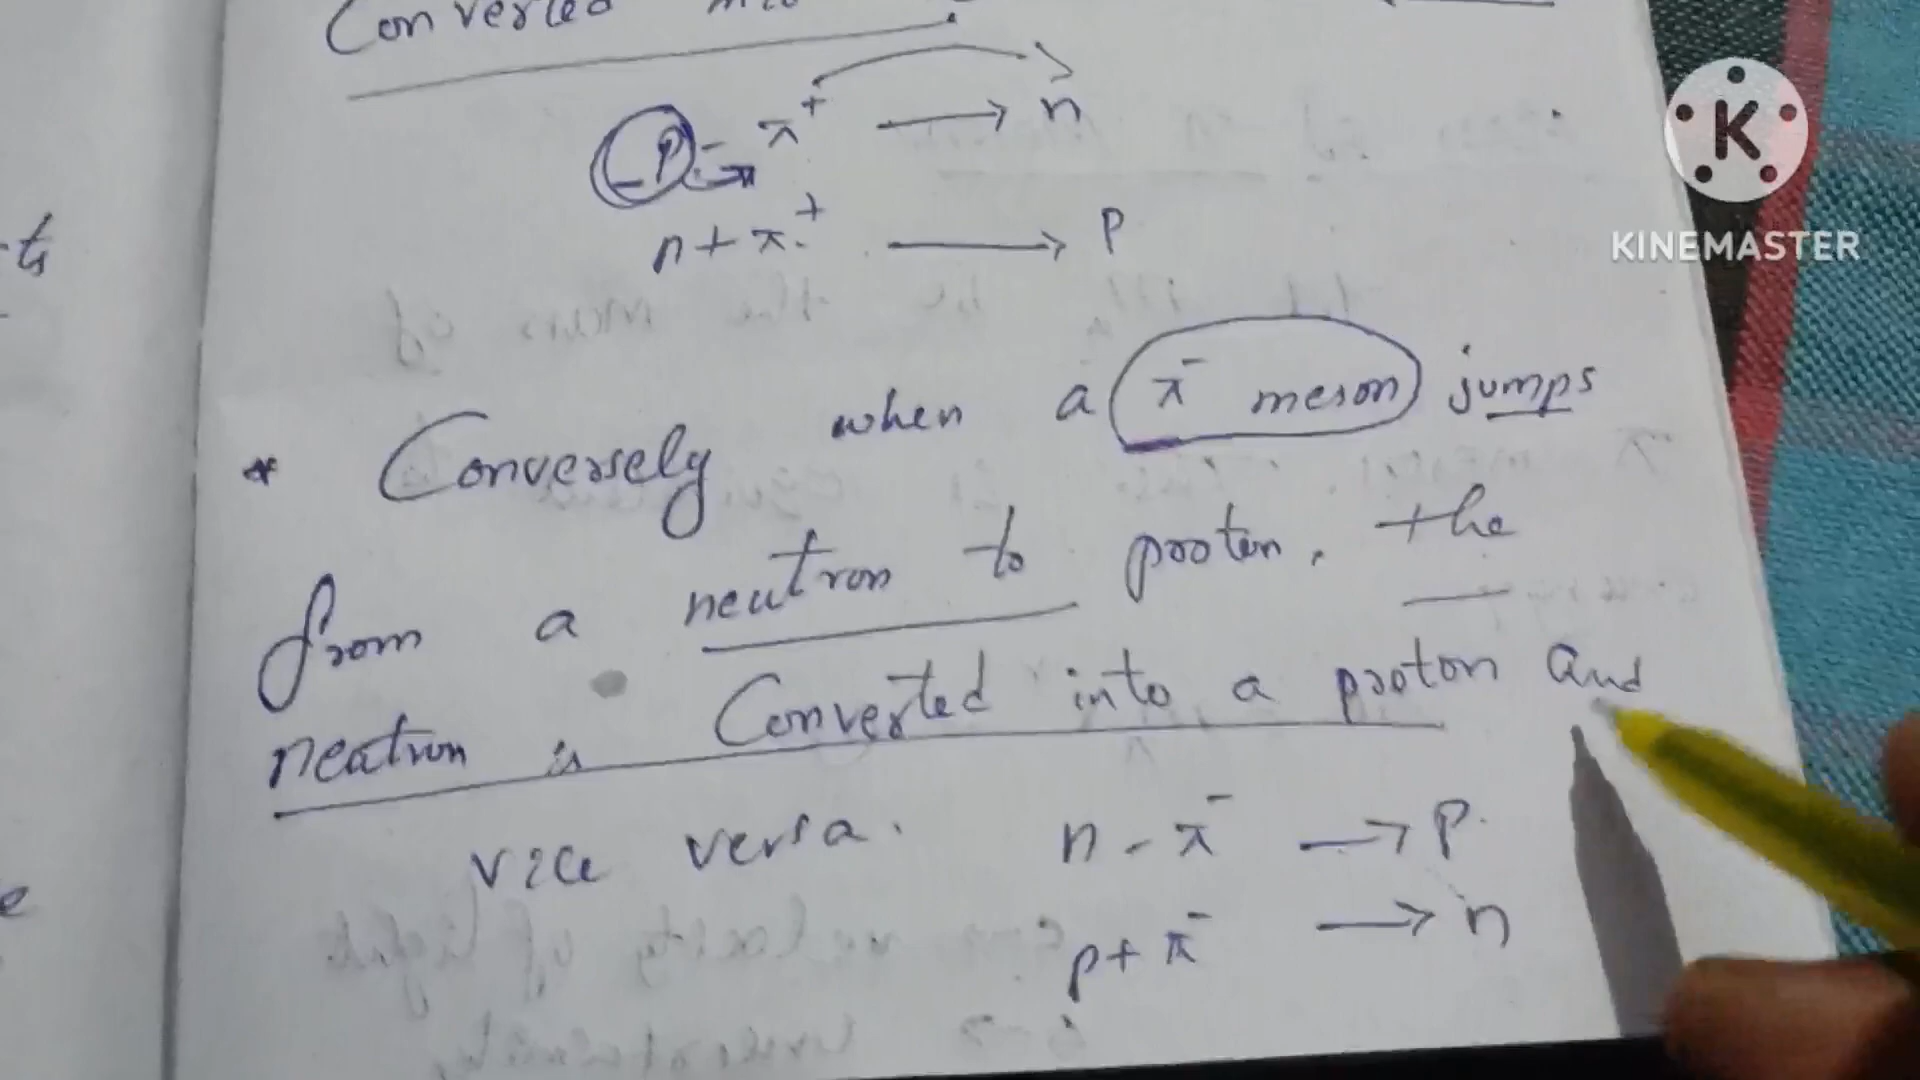 Converted
P - π⁺ → n
n + π⁺ → P
* Conversely when a π⁻ meson jumps
from a neutron to proton, the
neutron is Converted into a proton and
vice versa. n - π⁻ → P
p + π⁻ → n
K
KINEMASTER